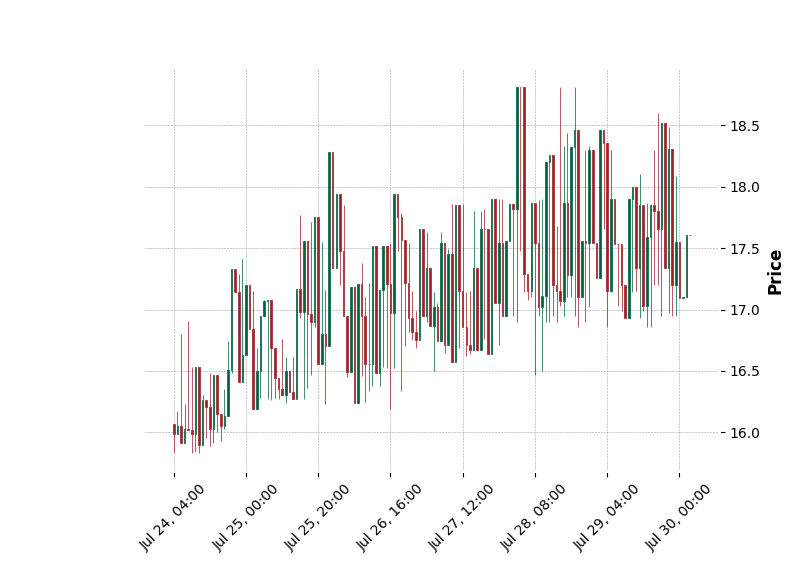 18.5
18.0
17.5
17.0
16.5
16.0
Price
Jul 24, 04:00
Jul 25, 00:00
Jul 25, 20:00
Jul 26, 16:00
Jul 27, 12:00
Jul 28, 08:00
Jul 29, 04:00
Jul 30, 00:00